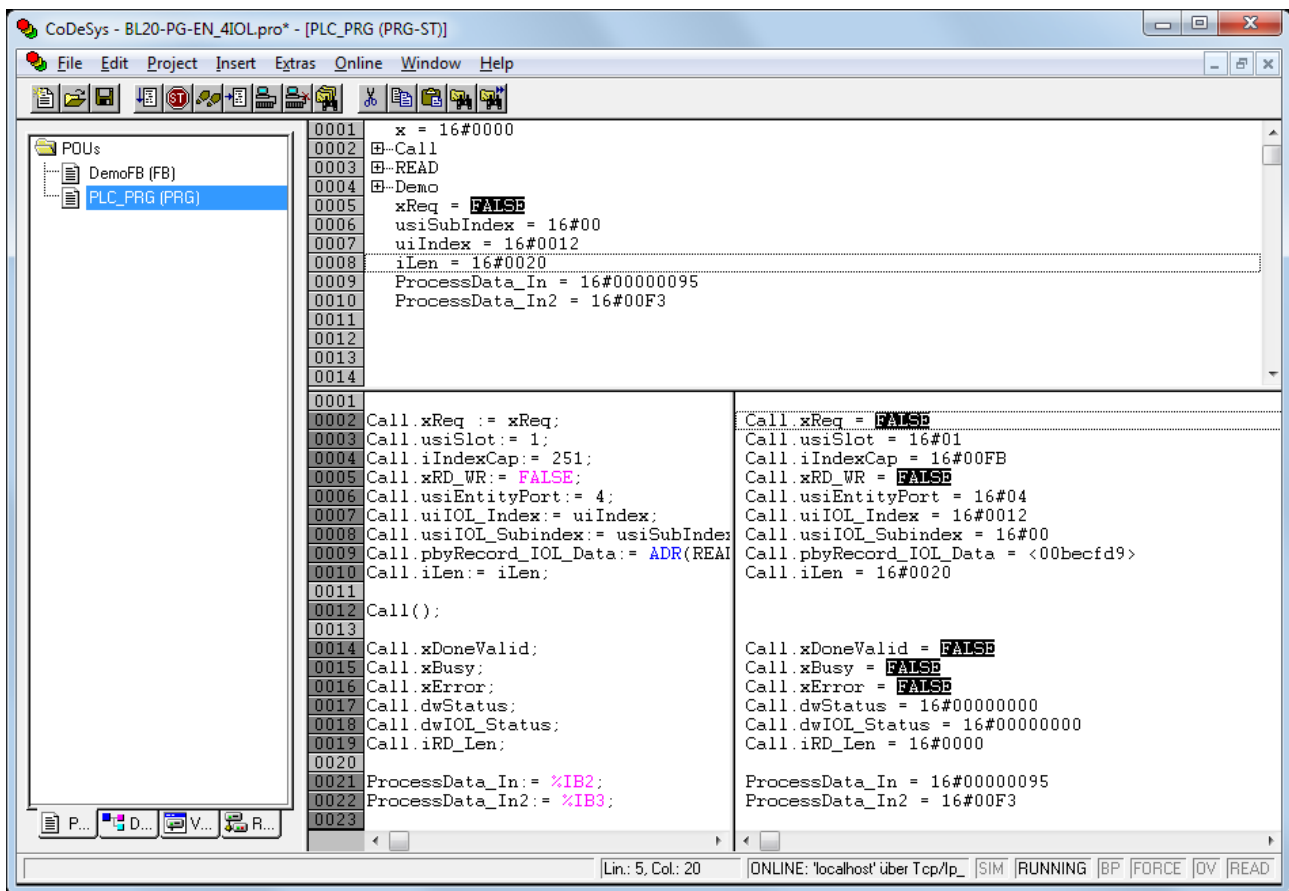 CoDeSys - BL20-PG-EN_4IOL.pro* - [PLC_PRG (PRG-ST)]
File Edit Project Insert Extras Online Window Help
POUs
DemoFB (FB)
PLC_PRG (PRG)
0001 x = 16#0000
0002 Call
0003 READ
0004 Demo
0005 xReq = FALSE
0006 usiSubIndex = 16#00
0007 uiIndex = 16#0012
0008 iLen = 16#0020
0009 ProcessData_In = 16#00000095
0010 ProcessData_In2 = 16#00F3
0011
0012
0013
0014
0001
0002 Call.xReq := xReq; Call.xReq = FALSE
0003 Call.usiSlot:= 1; Call.usiSlot = 16#01
0004 Call.iIndexCap:= 251; Call.iIndexCap = 16#00FB
0005 Call.xRD_WR:= FALSE; Call.xRD_WR = FALSE
0006 Call.usiEntityPort:= 4; Call.usiEntityPort = 16#04
0007 Call.uiIOL_Index:= uiIndex; Call.uiIOL_Index = 16#0012
0008 Call.usiIOL_Subindex:= usiSubInde Call.usiIOL_Subindex = 16#00
0009 Call.pbyRecord_IOL_Data:= ADR(REA Call.pbyRecord_IOL_Data = <00becfd9>
0010 Call.iLen:= iLen; Call.iLen = 16#0020
0011
0012 Call();
0013
0014 Call.xDoneValid; Call.xDoneValid = FALSE
0015 Call.xBusy; Call.xBusy = FALSE
0016 Call.xError; Call.xError = FALSE
0017 Call.dwStatus; Call.dwStatus = 16#00000000
0018 Call.dwIOL_Status; Call.dwIOL_Status = 16#00000000
0019 Call.iRD_Len; Call.iRD_Len = 16#0000
0020
0021 ProcessData_In:= %IB2; ProcessData_In = 16#00000095
0022 ProcessData_In2:= %IB3; ProcessData_In2 = 16#00F3
0023
P... D... V... R...
Lin.: 5, Col.: 20 ONLINE: 'localhost' über Tcp/Ip_ SIM RUNNING BP FORCE OV READ